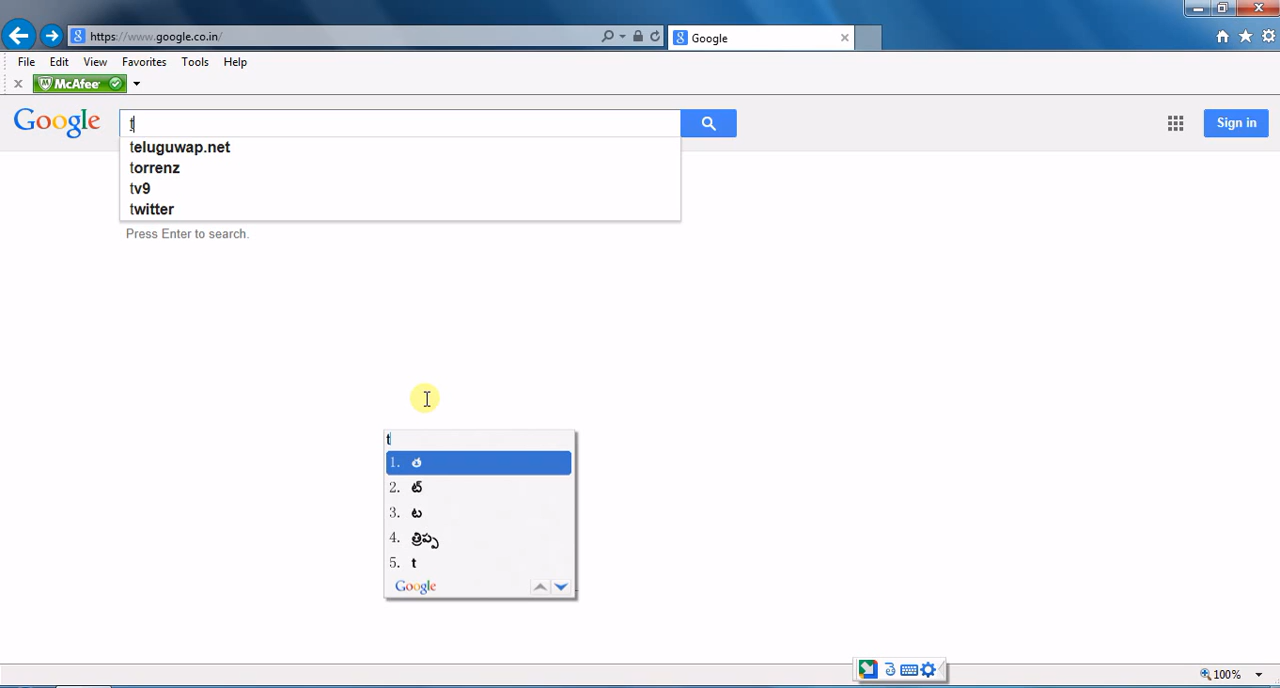 https://www.google.co.in/
Google
File Edit View Favorites Tools Help
McAfee
Google
t
Sign in
teluguwap.net
torrenz
tv9
twitter
Press Enter to search.
t
1. త
2. ట్
3. ట
4. త్రిప్ప
5. t
Google
100%